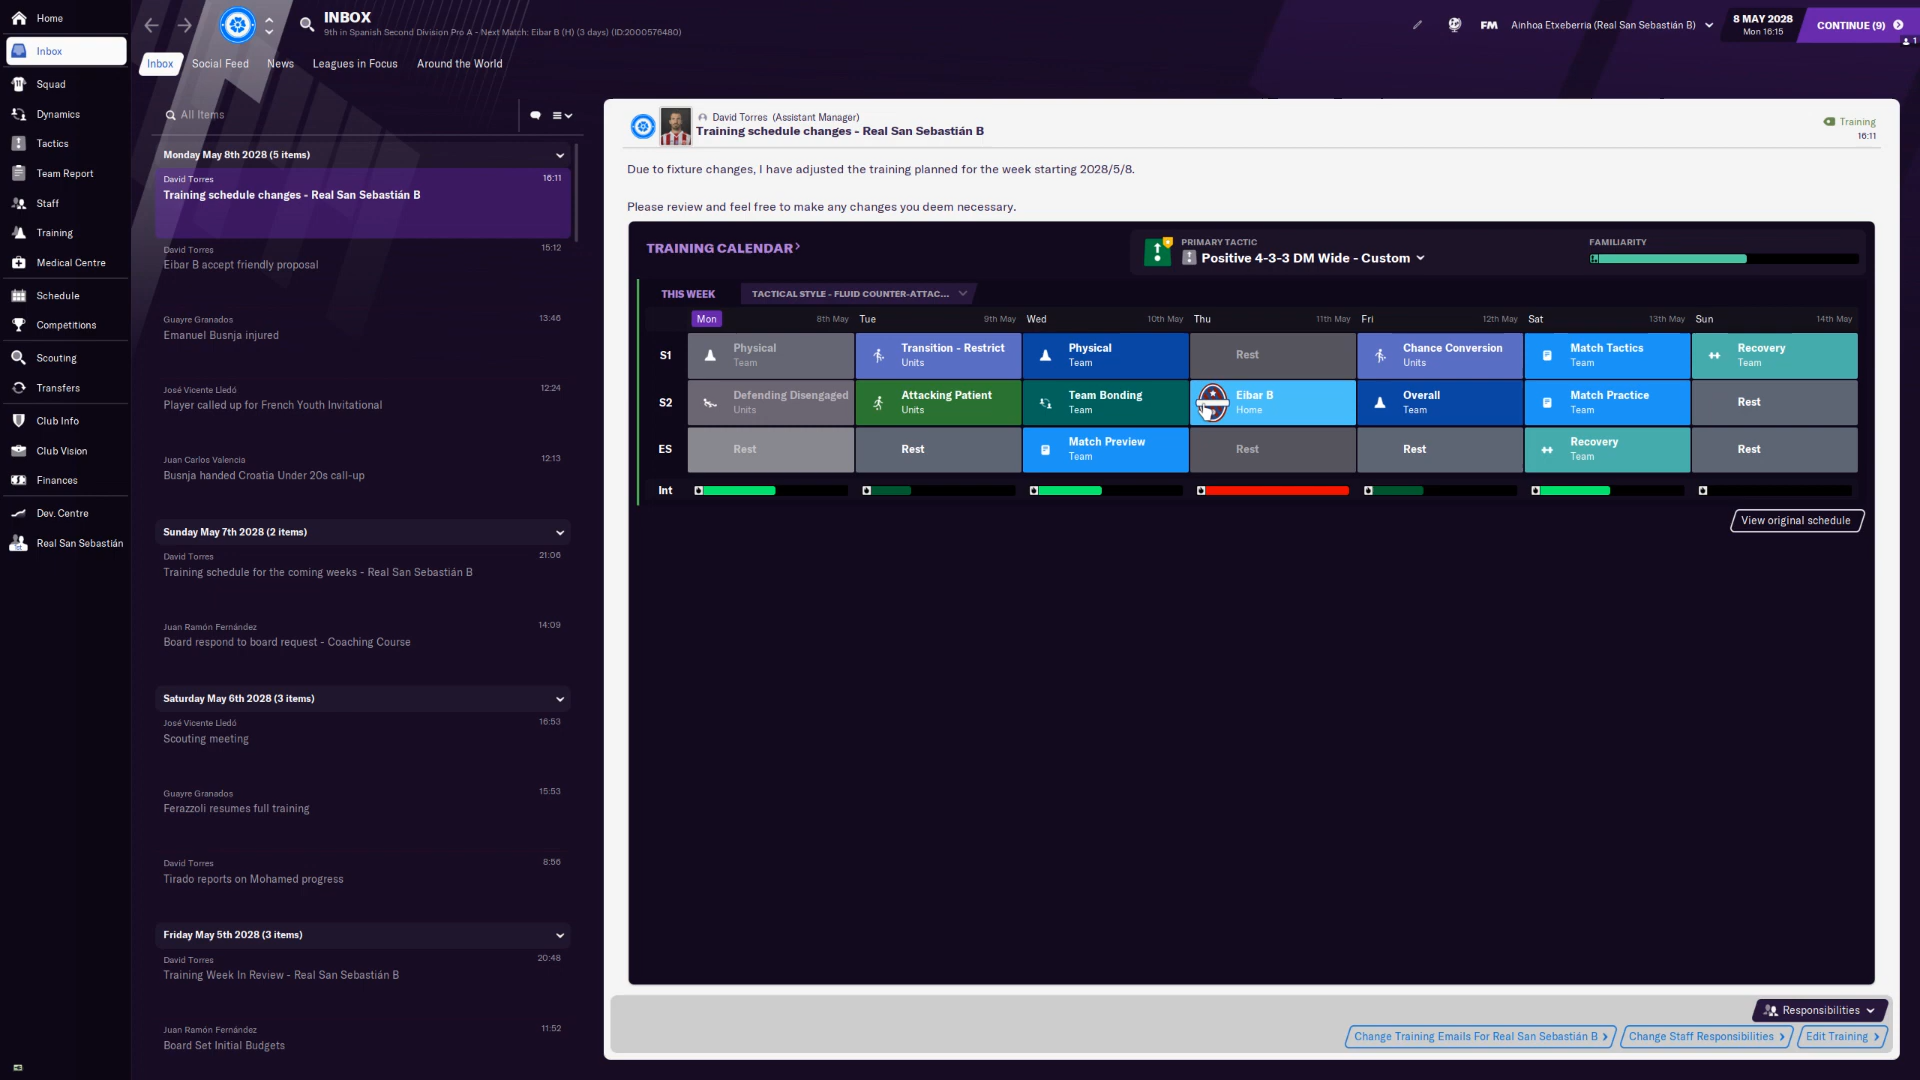 Home
Inbox
Squad
Dynamics
Tactics
Team Report
Staff
Training
Medical Centre
Schedule
Competitions
Scouting
Transfers
Club Info
Club Vision
Finances
Dev. Centre
Real San Sebastián
INBOX
9th in Spanish Second Division Pro A - Next Match: Eibar B (H) (3 days) (ID:2000576480)
FM
Ainhoa Etxeberria (Real San Sebastián B)
8 MAY 2028
Mon 16:15
CONTINUE (9)
1
Inbox
Social Feed
News
Leagues in Focus
Around the World
All Items
Monday May 8th 2028 (5 items)
David Torres
16:11
Training schedule changes - Real San Sebastián B
David Torres
15:12
Eibar B accept friendly proposal
Guayre Granados
13:46
Emanuel Busnja injured
José Vicente Lledó
12:24
Player called up for French Youth Invitational
Juan Carlos Valencia
12:13
Busnja handed Croatia Under 20s call-up
Sunday May 7th 2028 (2 items)
David Torres
21:06
Training schedule for the coming weeks - Real San Sebastián B
Juan Ramón Fernández
14:09
Board respond to board request - Coaching Course
Saturday May 6th 2028 (3 items)
José Vicente Lledó
16:53
Scouting meeting
Guayre Granados
15:53
Ferazzoli resumes full training
David Torres
8:56
Tirado reports on Mohamed progress
Friday May 5th 2028 (3 items)
David Torres
20:48
Training Week In Review - Real San Sebastián B
Juan Ramón Fernández
11:52
Board Set Initial Budgets
David Torres (Assistant Manager)
Training schedule changes - Real San Sebastián B
Training
16:11
Due to fixture changes, I have adjusted the training planned for the week starting 2028/5/8.
Please review and feel free to make any changes you deem necessary.
TRAINING CALENDAR
PRIMARY TACTIC
Positive 4-3-3 DM Wide - Custom
FAMILIARITY
THIS WEEK
TACTICAL STYLE - FLUID COUNTER-ATTAC...
Mon 8th May Tue 9th May Wed 10th May Thu 11th May Fri 12th May Sat 13th May Sun 14th May
S1
Physical
Team
Transition - Restrict
Units
Physical
Team
Rest
Chance Conversion
Units
Match Tactics
Team
Recovery
Team
S2
Defending Disengaged
Units
Attacking Patient
Units
Team Bonding
Team
Eibar B
Home
Overall
Team
Match Practice
Team
Rest
ES
Rest
Rest
Match Preview
Team
Rest
Rest
Recovery
Team
Rest
Int
View original schedule
Responsibilities
Change Training Emails For Real San Sebastián B
Change Staff Responsibilities
Edit Training